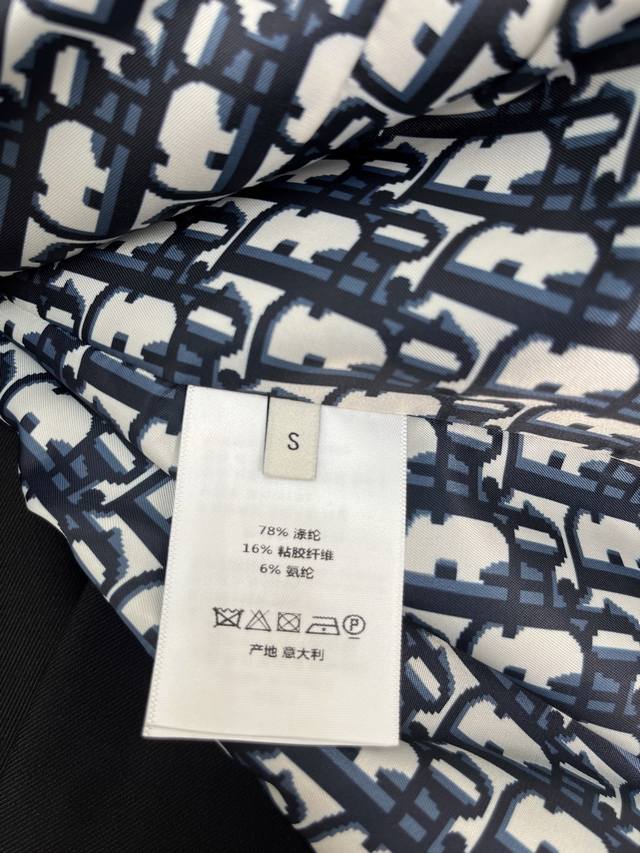 S
78% 涤纶
16% 粘胶纤维
6% 氨纶
P
产地 意大利